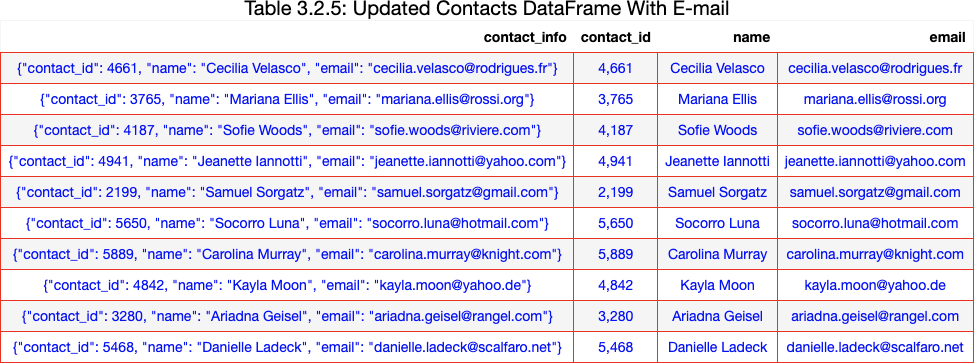 Table 3.2.5: Updated Contacts DataFrame With E-mail
contact_info contact_id name email
{"contact_id": 4661, "name": "Cecilia Velasco", "email": "cecilia.velasco@rodrigues.fr"} 4,661 Cecilia Velasco cecilia.velasco@rodrigues.fr
{"contact_id": 3765, "name": "Mariana Ellis", "email": "mariana.ellis@rossi.org"} 3,765 Mariana Ellis mariana.ellis@rossi.org
{"contact_id": 4187, "name": "Sofie Woods", "email": "sofie.woods@riviere.com"} 4,187 Sofie Woods sofie.woods@riviere.com
{"contact_id": 4941, "name": "Jeanette Iannotti", "email": "jeanette.iannotti@yahoo.com"} 4,941 Jeanette Iannotti jeanette.iannotti@yahoo.com
{"contact_id": 2199, "name": "Samuel Sorgatz", "email": "samuel.sorgatz@gmail.com"} 2,199 Samuel Sorgatz samuel.sorgatz@gmail.com
{"contact_id": 5650, "name": "Socorro Luna", "email": "socorro.luna@hotmail.com"} 5,650 Socorro Luna socorro.luna@hotmail.com
{"contact_id": 5889, "name": "Carolina Murray", "email": "carolina.murray@knight.com"} 5,889 Carolina Murray carolina.murray@knight.com
{"contact_id": 4842, "name": "Kayla Moon", "email": "kayla.moon@yahoo.de"} 4,842 Kayla Moon kayla.moon@yahoo.de
{"contact_id": 3280, "name": "Ariadna Geisel", "email": "ariadna.geisel@rangel.com"} 3,280 Ariadna Geisel ariadna.geisel@rangel.com
{"contact_id": 5468, "name": "Danielle Ladeck", "email": "danielle.ladeck@scalfaro.net"} 5,468 Danielle Ladeck danielle.ladeck@scalfaro.net